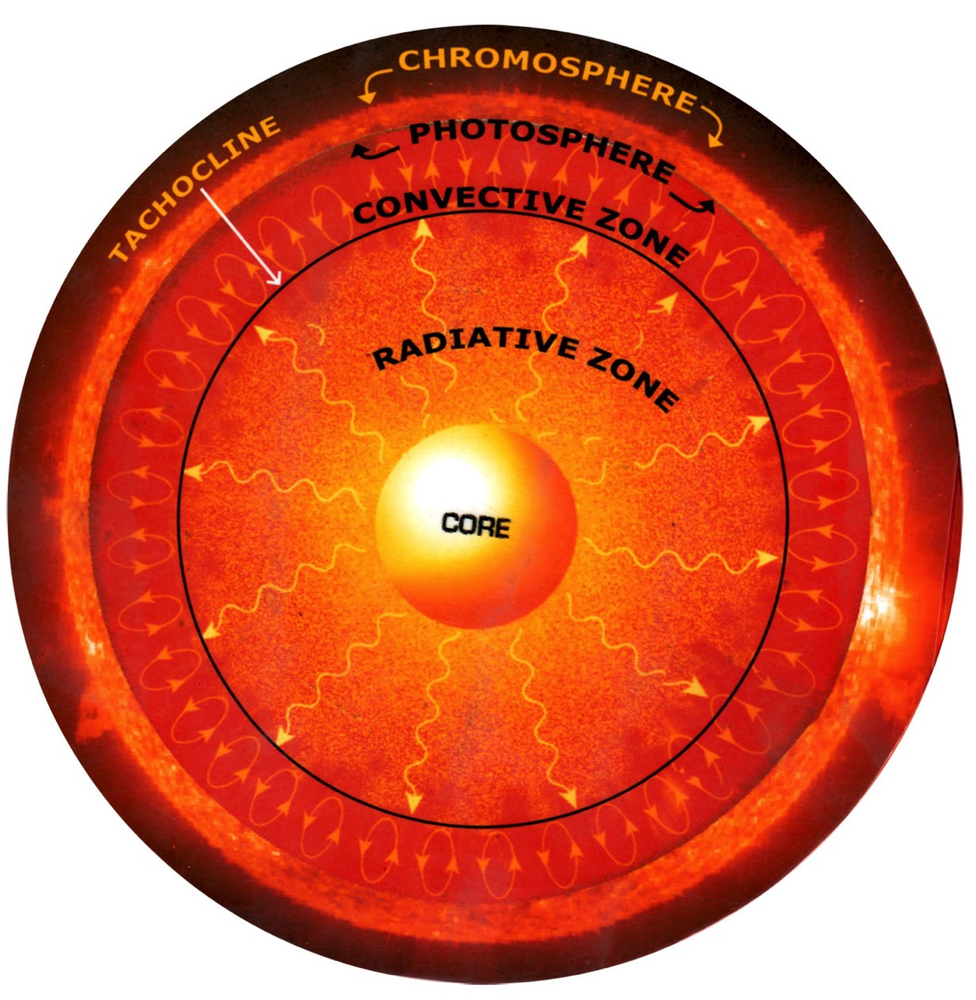 CHROMOSPHERE
PHOTOSPHERE
TACHOCLINE
CONVECTIVE ZONE
RADIATIVE ZONE
CORE